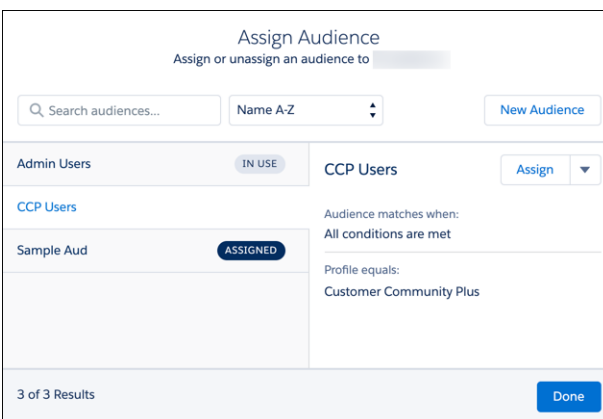 Assign Audience
Assign or unassign an audience to
Search audiences...
Name A-Z
New Audience
Admin Users
IN USE
CCP Users
Assign
CCP Users
Audience matches when:
All conditions are met
Sample Aud
ASSIGNED
Profile equals:
Customer Community Plus
3 of 3 Results
Done